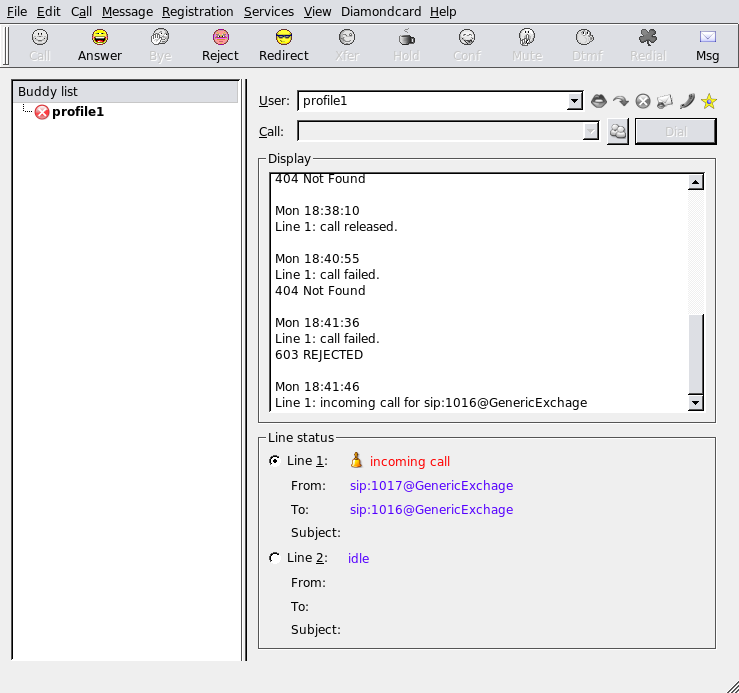 File Edit Call Message Registration Services View Diamondcard Help
Call Answer Bye Reject Redirect Xfer Hold Conf Mute Dtmf Redial Msg
Buddy list
profile1
User: profile1
Call: Dial
Display
404 Not Found
Mon 18:38:10
Line 1: call released.
Mon 18:40:55
Line 1: call failed.
404 Not Found
Mon 18:41:36
Line 1: call failed.
603 REJECTED
Mon 18:41:46
Line 1: incoming call for sip:1016@GenericExchage
Line status
Line 1: incoming call
From: sip:1017@GenericExchage
To: sip:1016@GenericExchage
Subject:
Line 2: idle
From:
To:
Subject: